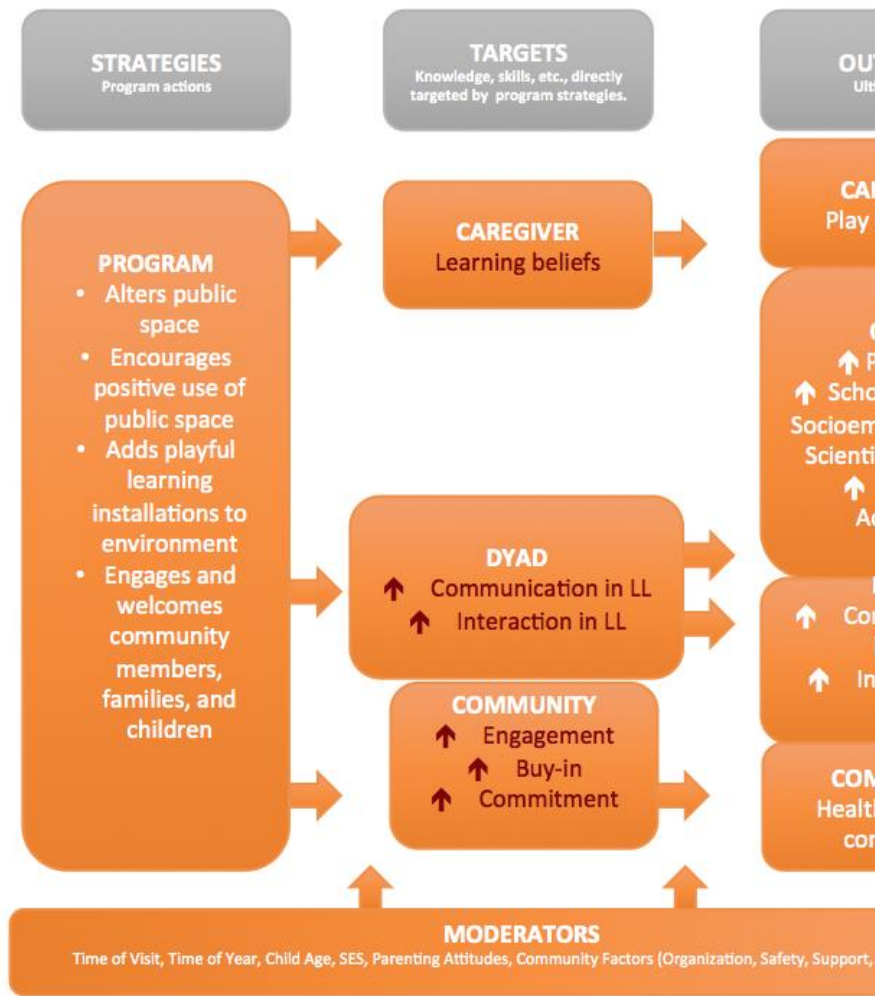 STRATEGIES
Program actions
TARGETS
Knowledge, skills, etc., directly
targeted by program strategies.
PROGRAM
• Alters public
space
• Encourages
positive use of
public space
• Adds playful
learning
installations to
environment
• Engages and
welcomes
community
members,
families, and
children
CAREGIVER
Learning beliefs
DYAD
↑ Communication in LL
↑ Interaction in LL
COMMUNITY
↑ Engagement
↑ Buy-in
↑ Commitment
Play
MODERATORS
Time of Visit, Time of Year, Child Age, SES, Parenting Attitudes, Community Factors (Organization, Safety, Support,